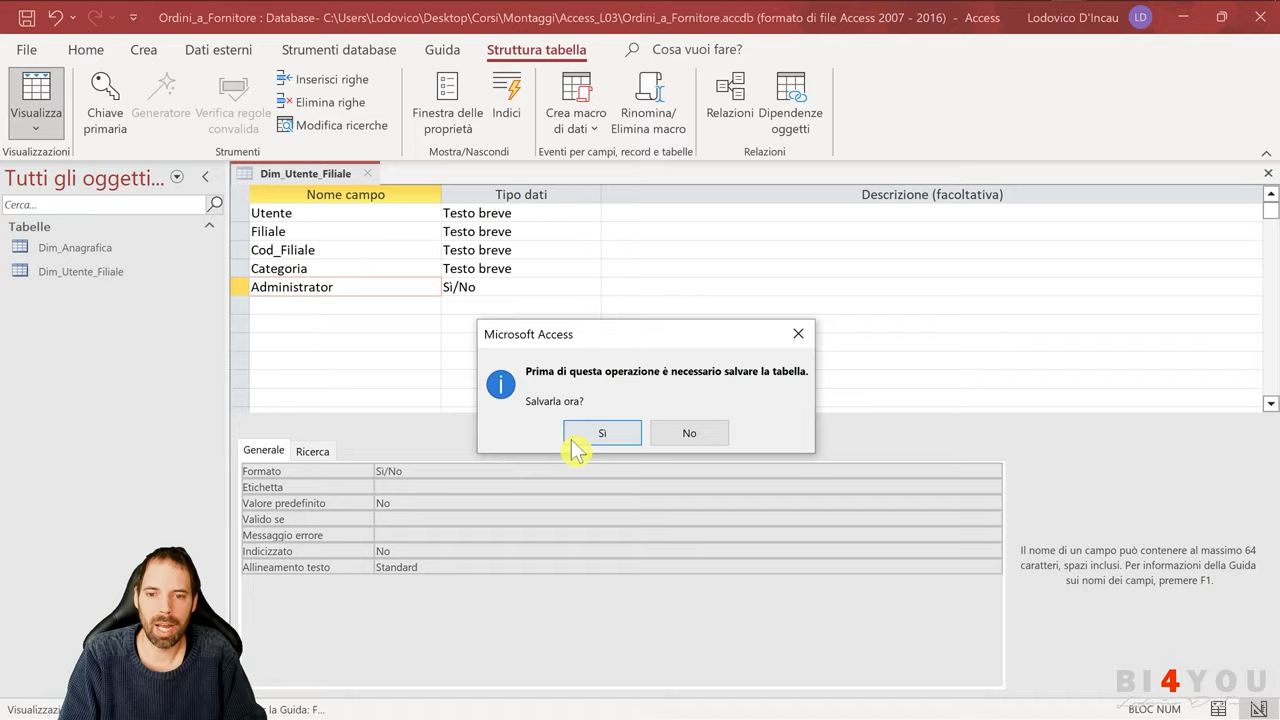 Ordini_a_Fornitore : Database- C:\Users\Lodovico\Desktop\Corsi\Montaggi\Access_L03\Ordini_a_Fornitore.accdb (formato di file Access 2007 - 2016) - Access
Lodovico D'Incau
LD
File
Home
Crea
Dati esterni
Strumenti database
Guida
Struttura tabella
Cosa vuoi fare?
Visualizza
Chiave primaria
Generatore
Verifica regole convalida
Inserisci righe
Elimina righe
Modifica ricerche
Finestra delle proprietà
Indici
Crea macro di dati
Rinomina/ Elimina macro
Relazioni
Dipendenze oggetti
Visualizzazioni
Strumenti
Mostra/Nascondi
Eventi per campi, record e tabelle
Relazioni
Tutti gli oggetti...
Cerca...
Tabelle
Dim_Anagrafica
Dim_Utente_Filiale
Dim_Utente_Filiale
Nome campo Tipo dati Descrizione (facoltativa)
Utente Testo breve
Filiale Testo breve
Cod_Filiale Testo breve
Categoria Testo breve
Administrator Sì/No
Microsoft Access
Prima di questa operazione è necessario salvare la tabella.
Salvarla ora?
Sì
No
Generale
Ricerca
Formato Sì/No
Etichetta
Valore predefinito No
Valido se
Messaggio errore
Indicizzato No
Allineamento testo Standard
Il nome di un campo può contenere al massimo 64
caratteri, spazi inclusi. Per informazioni della Guida
sui nomi dei campi, premere F1.
BI4YOU
la Guida: F...
BLOC NUM